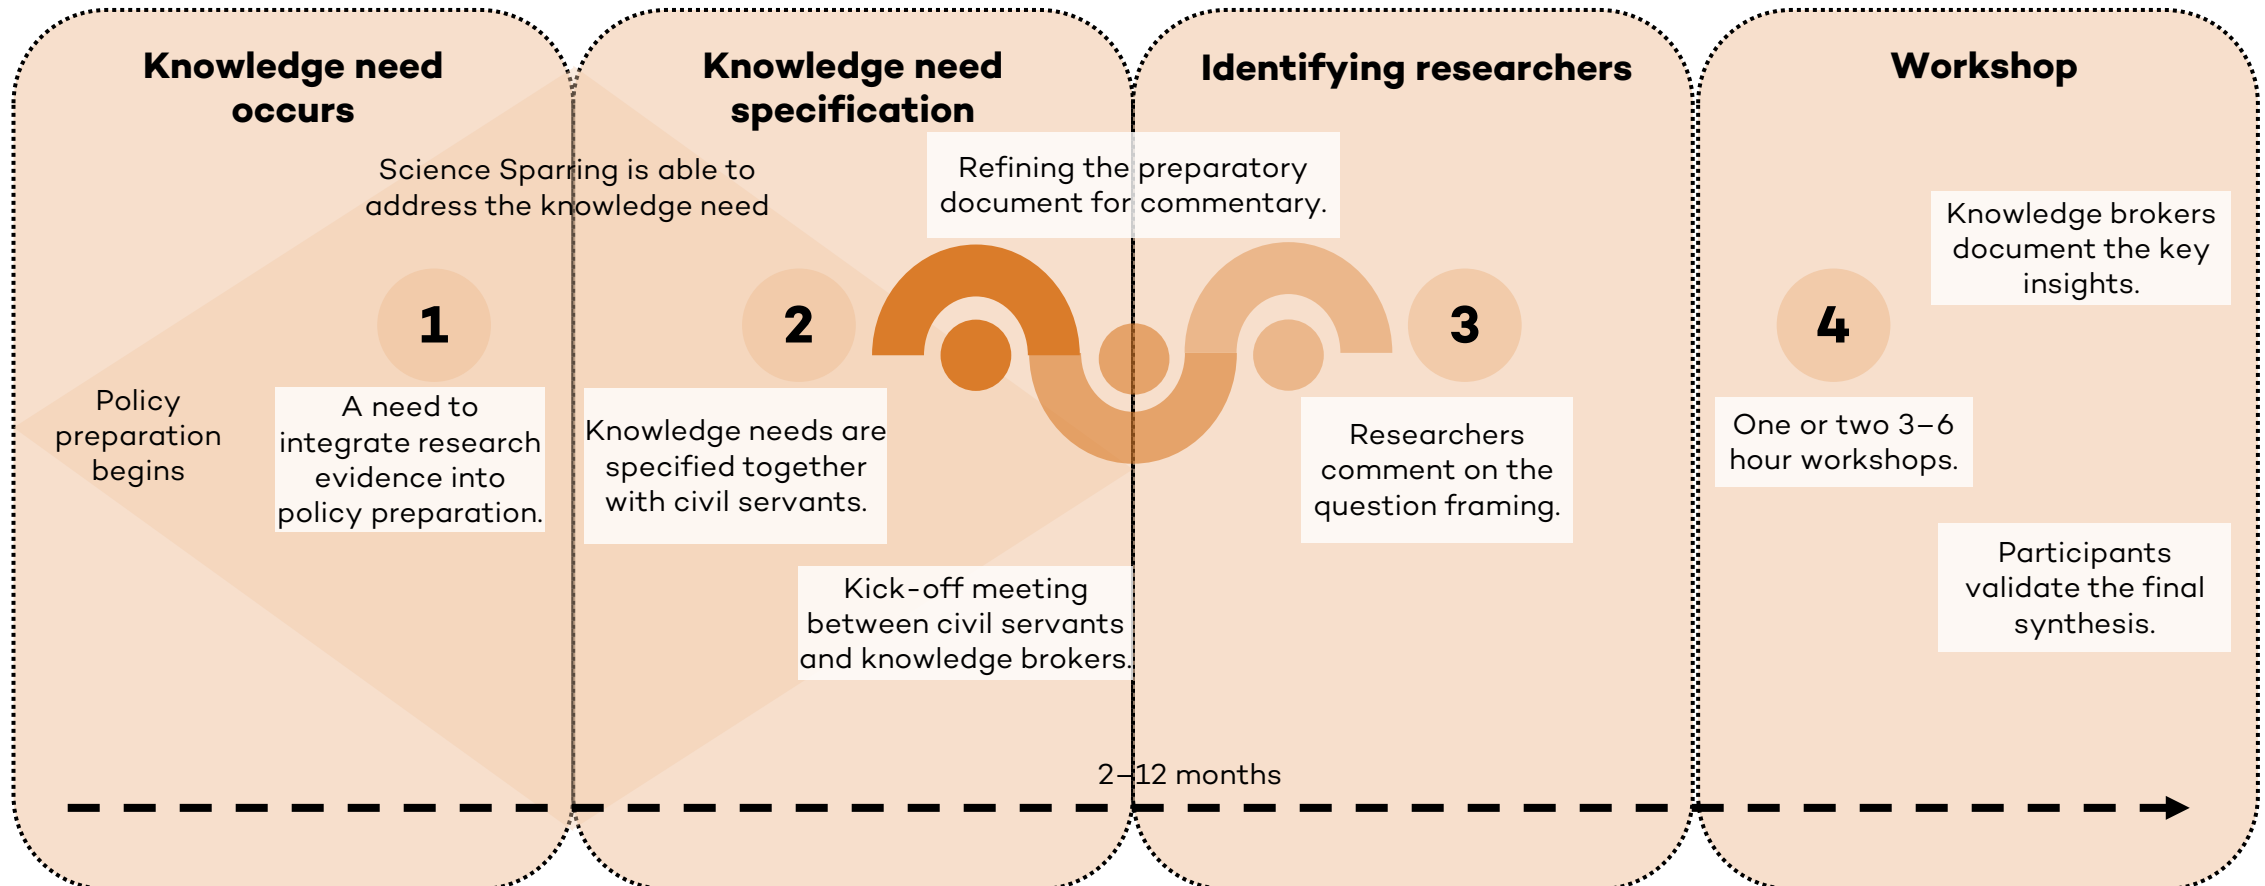 Knowledge need
occurs
Science Sparring is able to
address the knowledge need
1
Policy
preparation
begins
A need to
integrate research
evidence into
policy preparation.
Knowledge need
specification
2
Knowledge needs are
specified together
with civil servants.
Kick-off meeting
between civil servants
and knowledge brokers.
Refining the preparatory
document for commentary.
Identifying researchers
3
Researchers
comment on the
question framing.
Workshop
4
One or two 3–6
hour workshops.
Knowledge brokers
document the key
insights.
Participants
validate the final
synthesis.
2–12 months